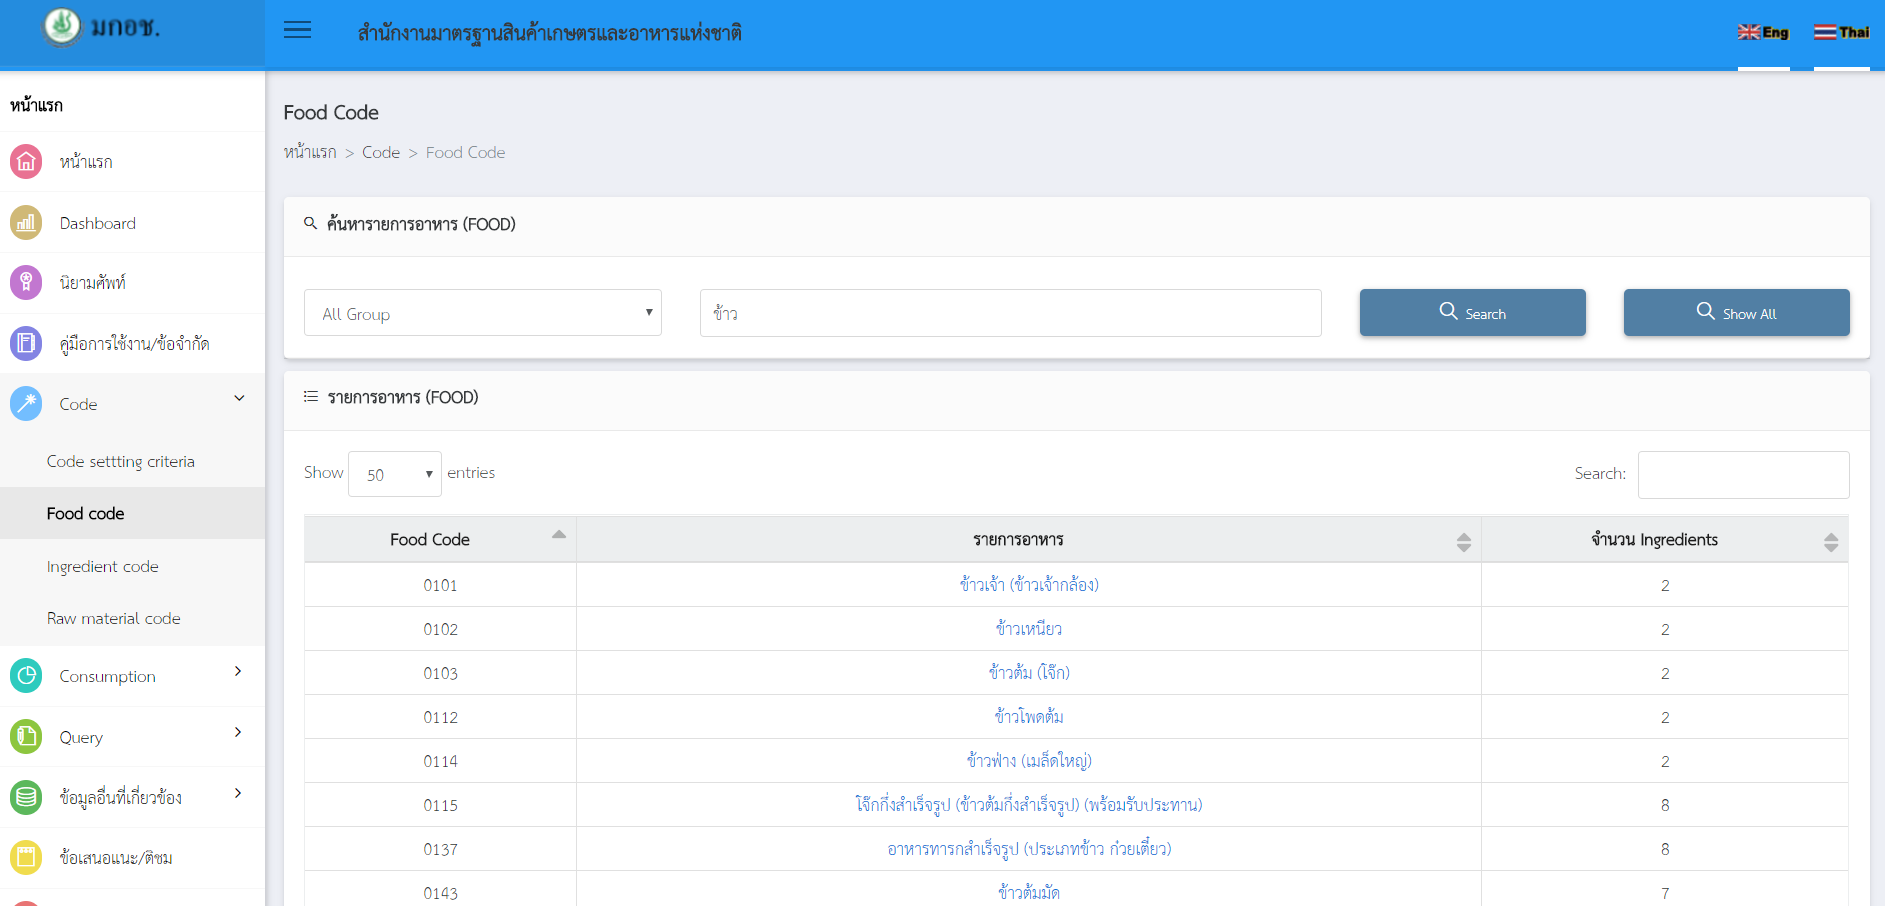 มกอช.
สำนักงานมาตรฐานสินค้าเกษตรและอาหารแห่งชาติ
Eng
Thai
หน้าแรก
หน้าแรก
Dashboard
นิยามศัพท์
คู่มือการใช้งาน/ข้อจำกัด
Code
Code settting criteria
Food code
Ingredient code
Raw material code
Consumption
Query
ข้อมูลอื่นที่เกี่ยวข้อง
ข้อเสนอแนะ/ติชม
Food Code
หน้าแรก > Code > Food Code
ค้นหารายการอาหาร (FOOD)
All Group
ข้าว
Search
Show All
รายการอาหาร (FOOD)
Show 50 entries
Search:
Food Code รายการอาหาร จำนวน Ingredients
0101 ข้าวเจ้า (ข้าวเจ้ากล้อง) 2
0102 ข้าวเหนียว 2
0103 ข้าวต้ม (โจ๊ก) 2
0112 ข้าวโพดต้ม 2
0114 ข้าวฟ่าง (เมล็ดใหญ่) 2
0115 โจ๊กกึ่งสำเร็จรูป (ข้าวต้มกึ่งสำเร็จรูป) (พร้อมรับประทาน) 8
0137 อาหารทารกสำเร็จรูป (ประเภทข้าว ก๋วยเตี๋ยว) 8
0143 ข้าวต้มมัด 7